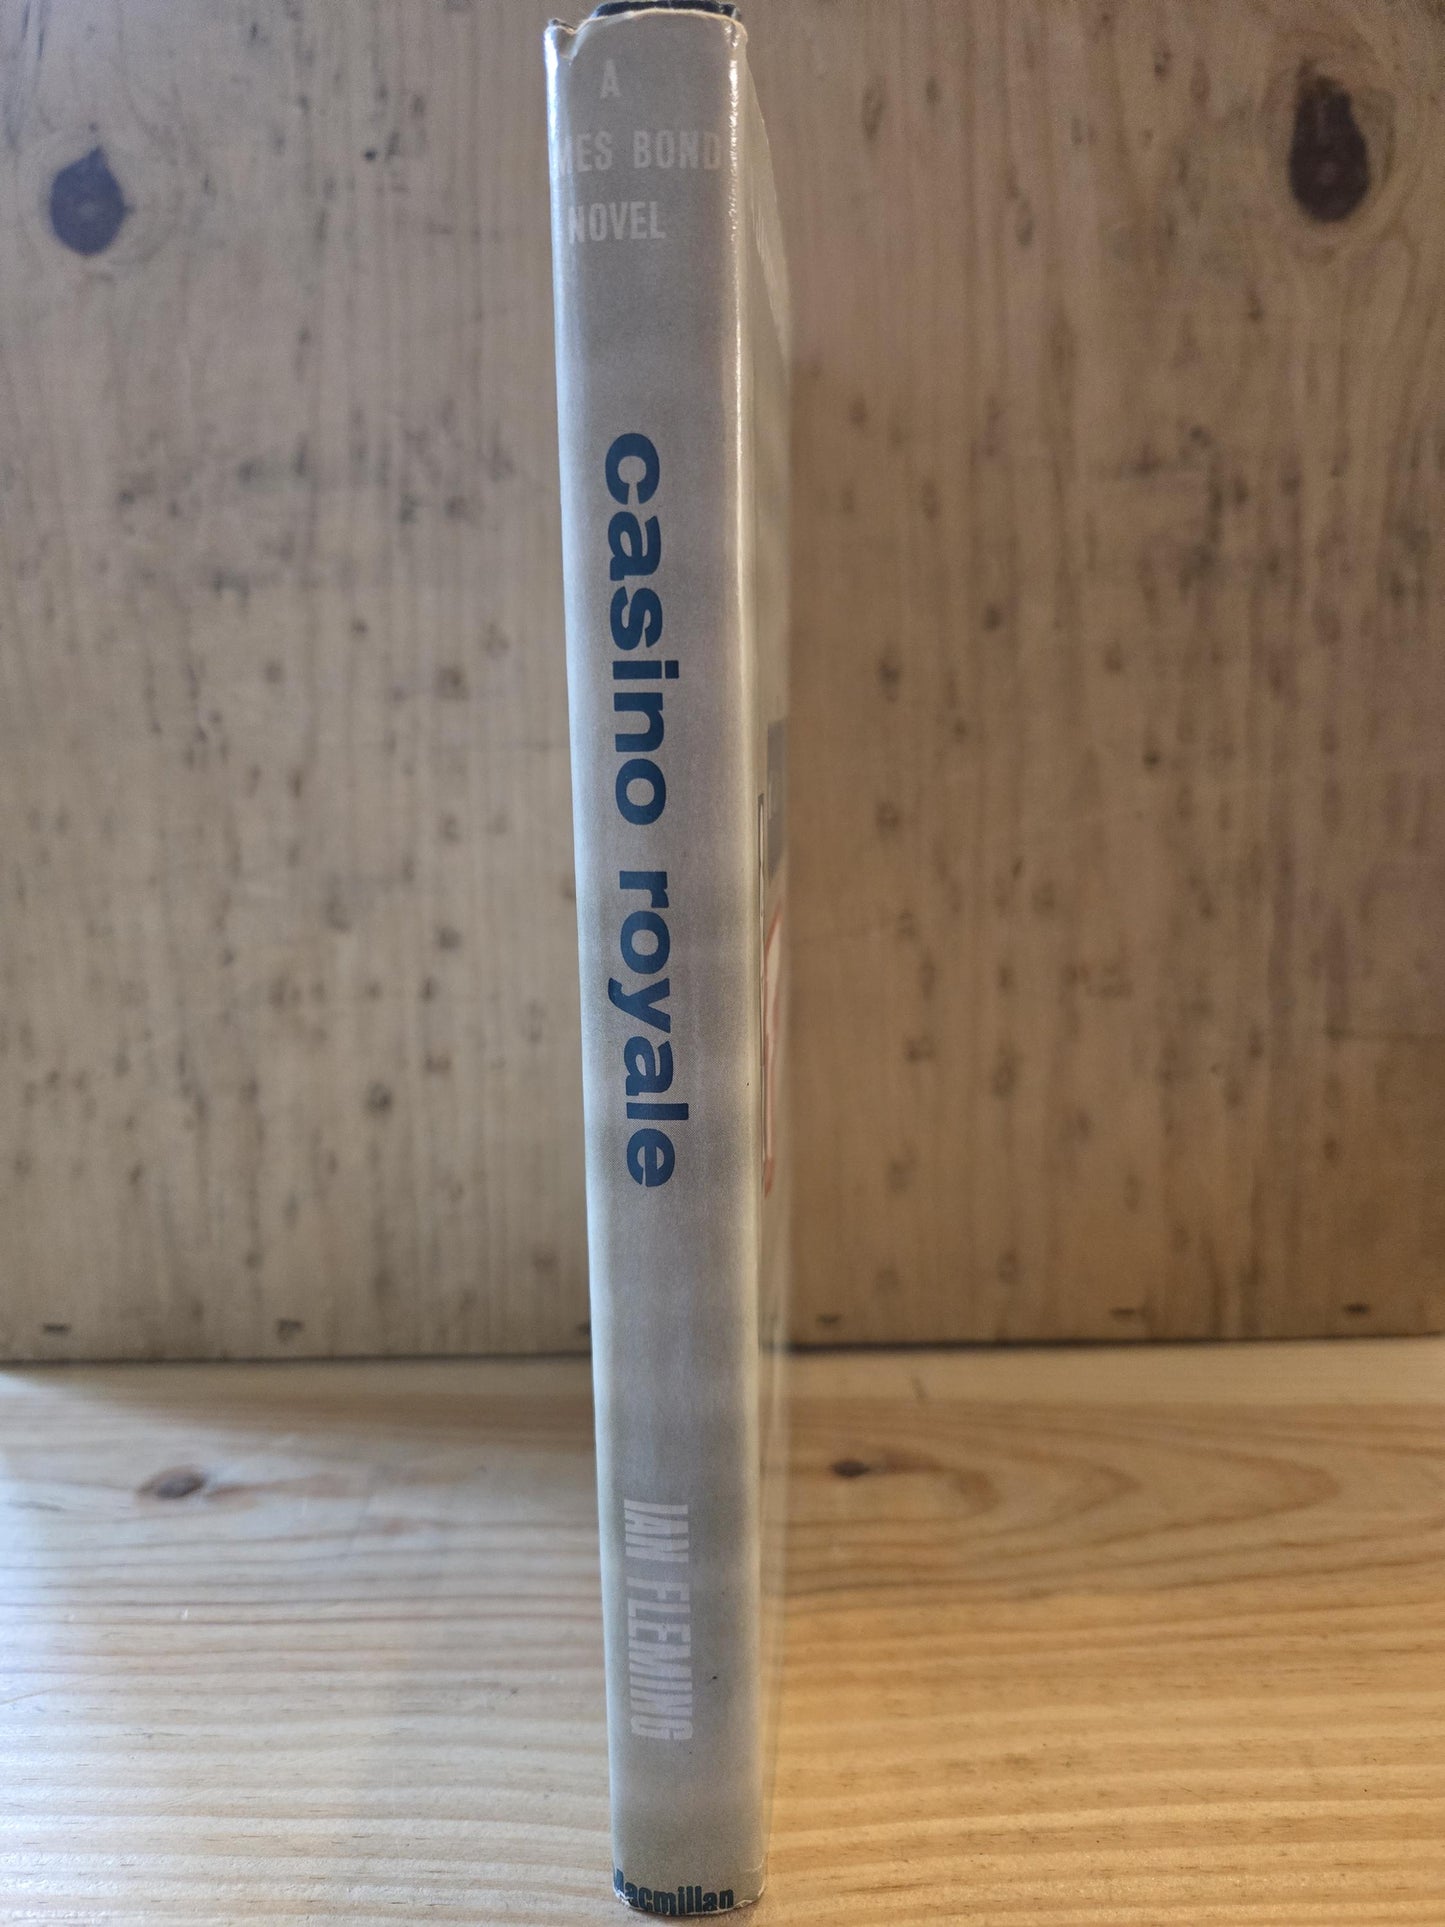 A
MES BOND
NOVEL
casino royale
IAN FLEMING
Macmillan